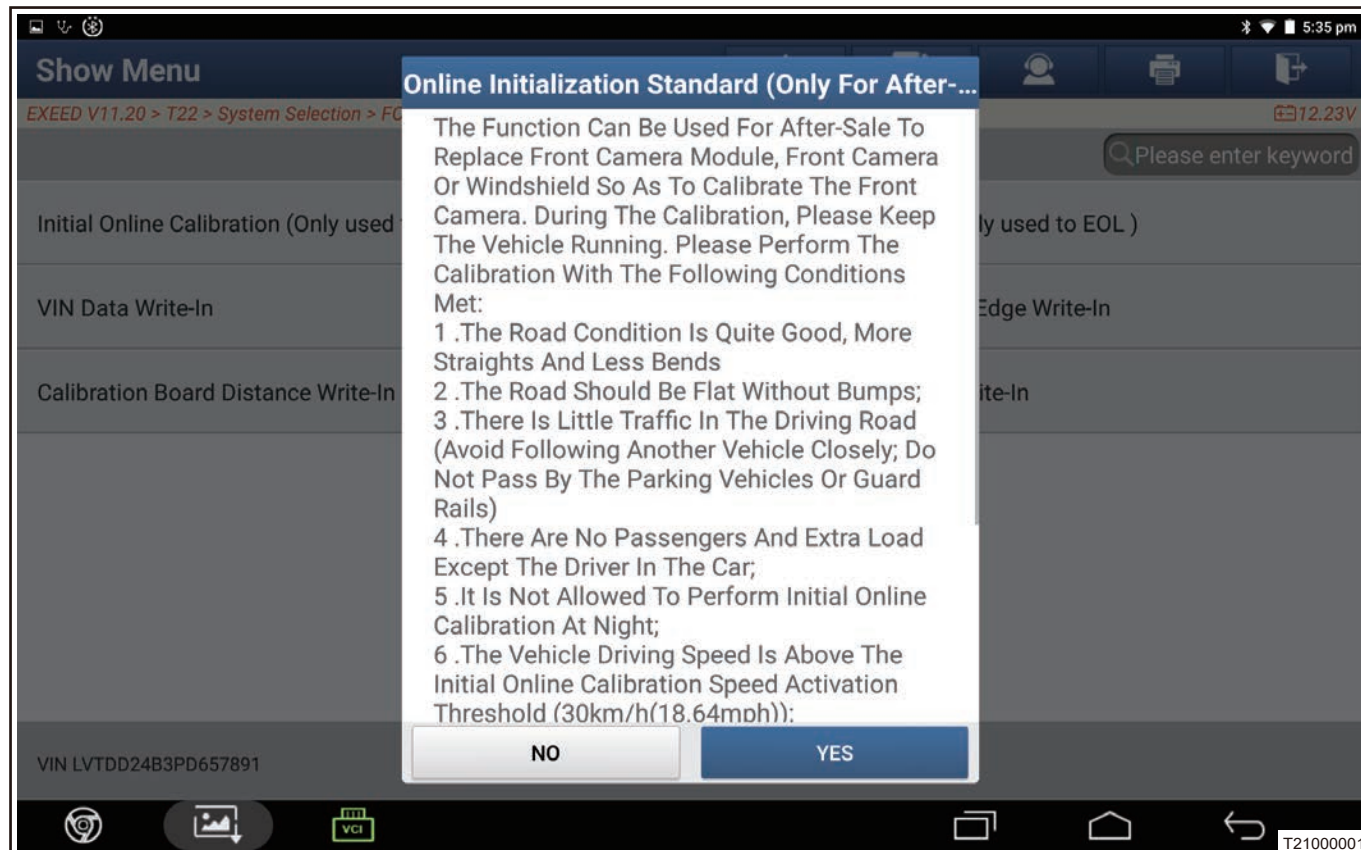 5:35 pm
Show Menu
Online Initialization Standard (Only For After-...
EXEED V11.20 > T22 > System Selection > FC
12.23V
Please enter keyword
The Function Can Be Used For After-Sale To
Replace Front Camera Module, Front Camera
Or Windshield So As To Calibrate The Front
Camera. During The Calibration, Please Keep
The Vehicle Running. Please Perform The
Calibration With The Following Conditions
Met:
1 .The Road Condition Is Quite Good, More
Straights And Less Bends
2 .The Road Should Be Flat Without Bumps;
3 .There Is Little Traffic In The Driving Road
(Avoid Following Another Vehicle Closely; Do
Not Pass By The Parking Vehicles Or Guard
Rails)
4 .There Are No Passengers And Extra Load
Except The Driver In The Car;
5 .It Is Not Allowed To Perform Initial Online
Calibration At Night;
6 .The Vehicle Driving Speed Is Above The
Initial Online Calibration Speed Activation
Threshold (30km/h(18.64mph)):
Initial Online Calibration (Only used
ly used to EOL )
VIN Data Write-In
Edge Write-In
Calibration Board Distance Write-In
ite-In
NO
YES
VIN LVTDD24B3PD657891
VCI
T21000001